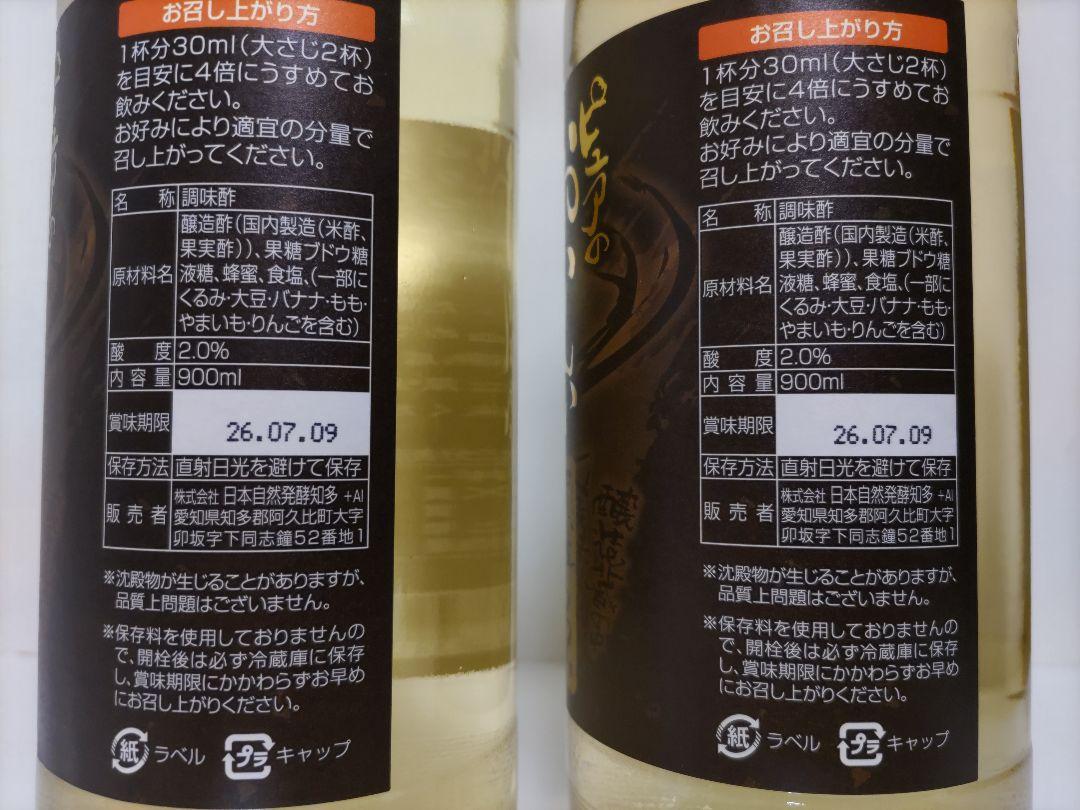 お召し上がり方
1杯分30ml(大さじ2杯)
を目安に4倍にうすめてお
飲みください。
お好みにより適宜の分量で
召し上がってください。
名称 調味酢
原材料名 醸造酢(国内製造(米酢、
果実酢))、果糖ブドウ糖
液糖、蜂蜜、食塩、(一部に
くるみ・大豆・バナナ・もも・
やまいも・りんごを含む)
酸度 2.0%
内容量 900ml
賞味期限 26.07.09
保存方法 直射日光を避けて保存
販売者 株式会社 日本自然発酵知多 +AI
愛知県知多郡阿久比町大字
卯坂字下同志鐘52番地1
※沈殿物が生じることがありますが、
品質上問題はございません。
※保存料を使用しておりませんの
で、開栓後は必ず冷蔵庫に保存
し、賞味期限にかかわらずお早め
にお召し上がりください。
紙 ラベル プラ キャップ
お召し上がり方
1杯分30ml(大さじ2杯)
を目安に4倍にうすめてお
飲みください。
お好みにより適宜の分量で
召し上がってください。
名称 調味酢
原材料名 醸造酢(国内製造(米酢、
果実酢))、果糖ブドウ糖
液糖、蜂蜜、食塩、(一部に
くるみ・大豆・バナナ・もも・
やまいも・りんごを含む)
酸度 2.0%
内容量 900ml
賞味期限 26.07.09
保存方法 直射日光を避けて保存
販売者 株式会社 日本自然発酵知多 +AI
愛知県知多郡阿久比町大字
卯坂字下同志鐘52番地1
※沈殿物が生じることがありますが、
品質上問題はございません。
※保存料を使用しておりませんの
で、開栓後は必ず冷蔵庫に保存
し、賞味期限にかかわらずお早め
にお召し上がりください。
紙 ラベル プラ キャップ